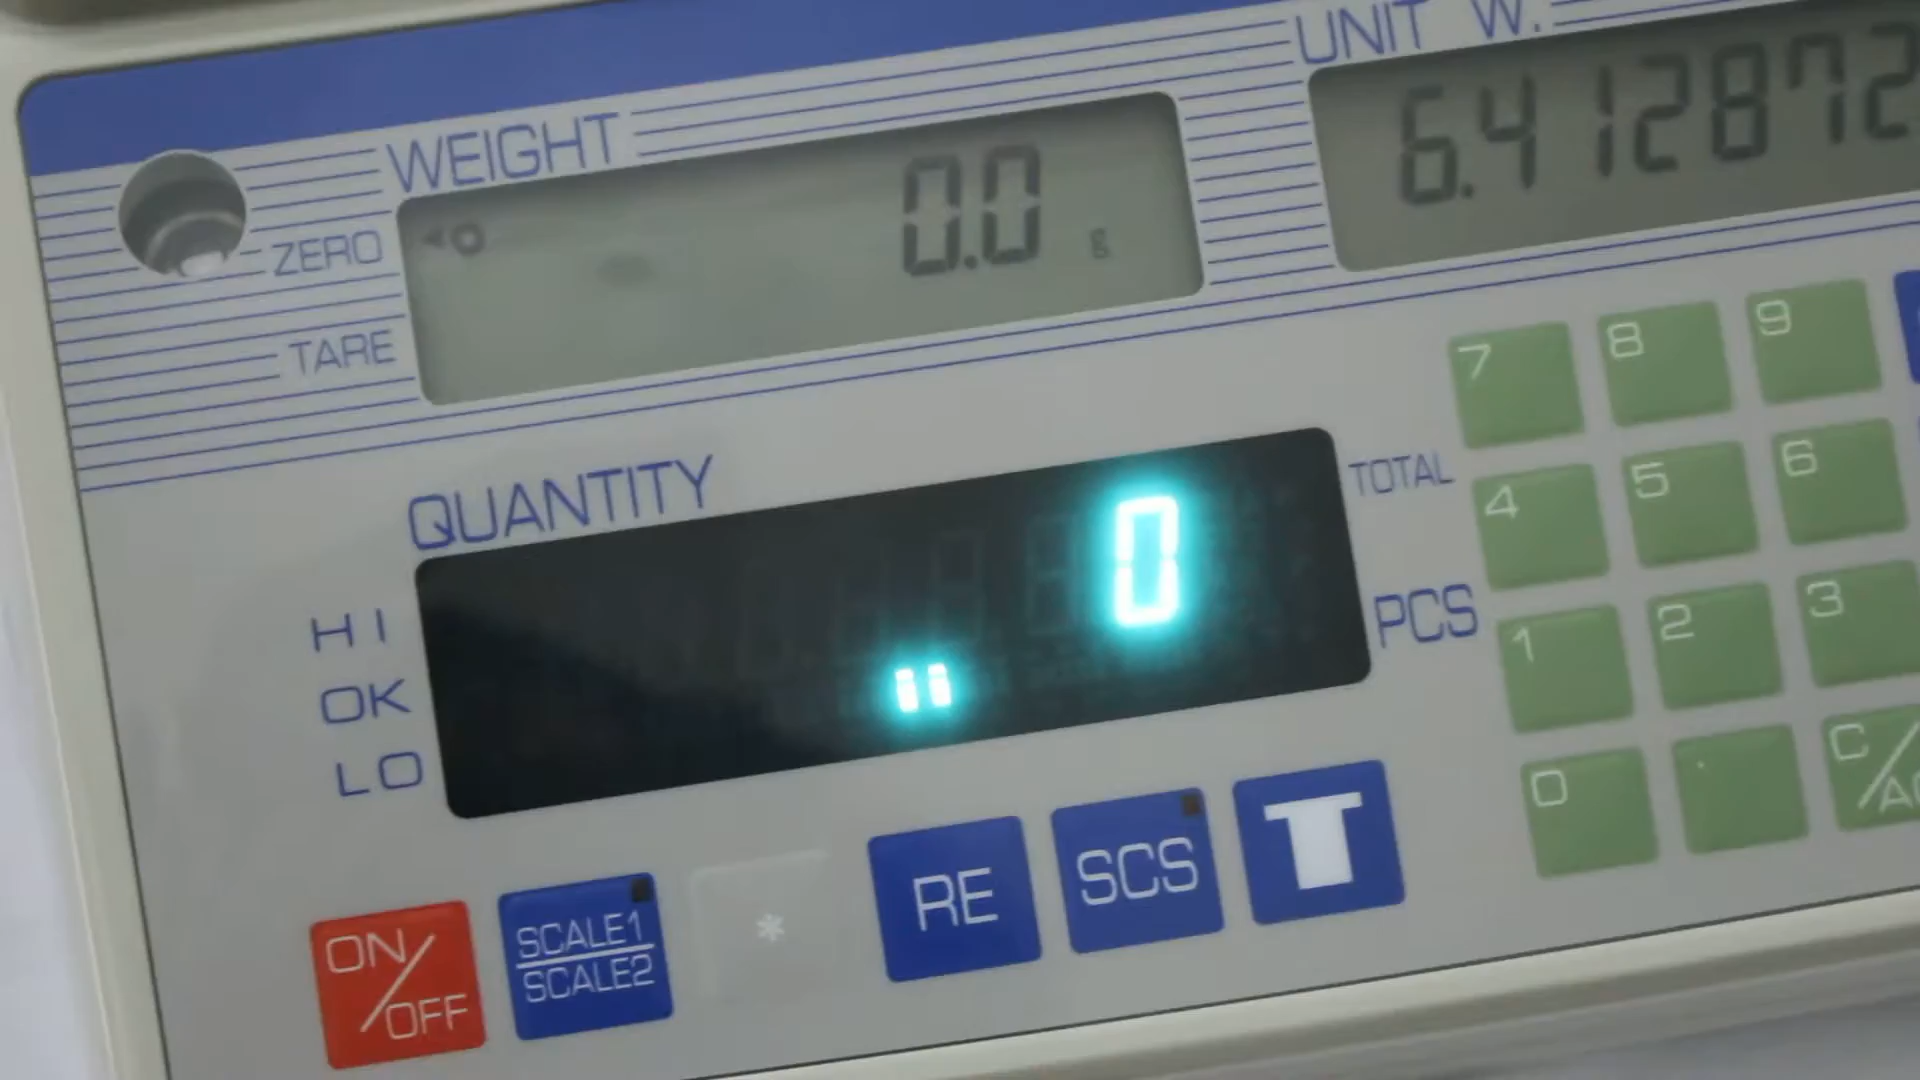 UNIT W.
WEIGHT
6.412872
0.0 g
ZERO
TARE
7 8 9
QUANTITY
TOTAL
0
4 5 6
HI
PCS
OK
1 2 3
LO
0 . C/
RE SCS T
ON/OFF
SCALE1
SCALE2
*